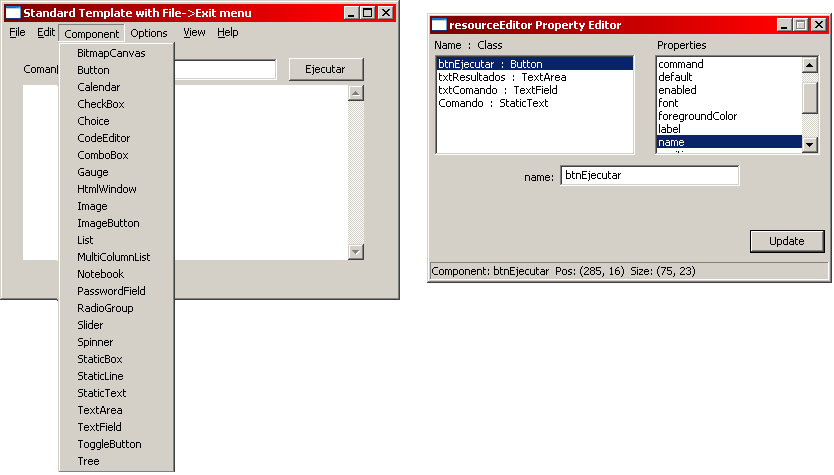 Standard Template with File->Exit menu
File Edit Component Options View Help
BitmapCanvas
Button
Calendar
CheckBox
Choice
CodeEditor
ComboBox
Gauge
HtmlWindow
Image
ImageButton
List
MultiColumnList
Notebook
PasswordField
RadioGroup
Slider
Spinner
StaticBox
StaticLine
StaticText
TextArea
TextField
ToggleButton
Tree
Ejecutar
resourceEditor Property Editor
Name : Class
btnEjecutar : Button
txtResultados : TextArea
txtComando : TextField
Comando : StaticText
Properties
command
default
enabled
font
foregroundColor
label
name
name: btnEjecutar
Update
Component: btnEjecutar Pos: (285, 16) Size: (75, 23)